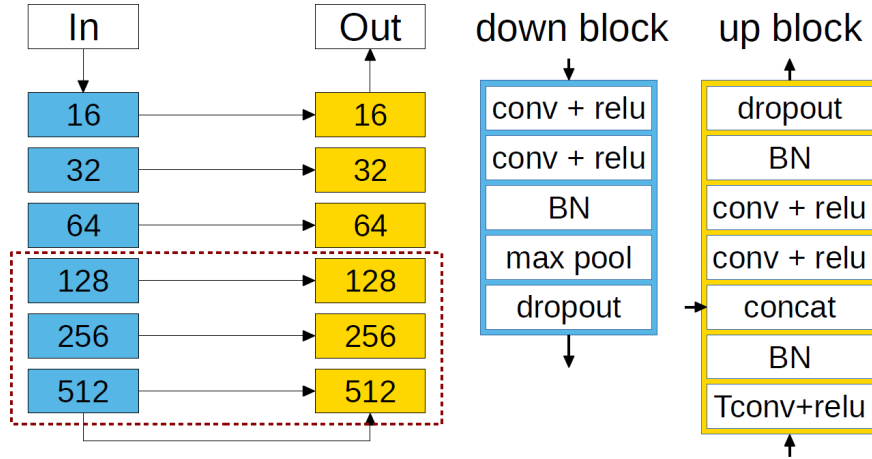 In
Out
16
16
32
32
64
64
128
128
256
256
512
512
down block
conv + relu
conv + relu
BN
max pool
dropout
up block
dropout
BN
conv + relu
conv + relu
concat
BN
Tconv+relu